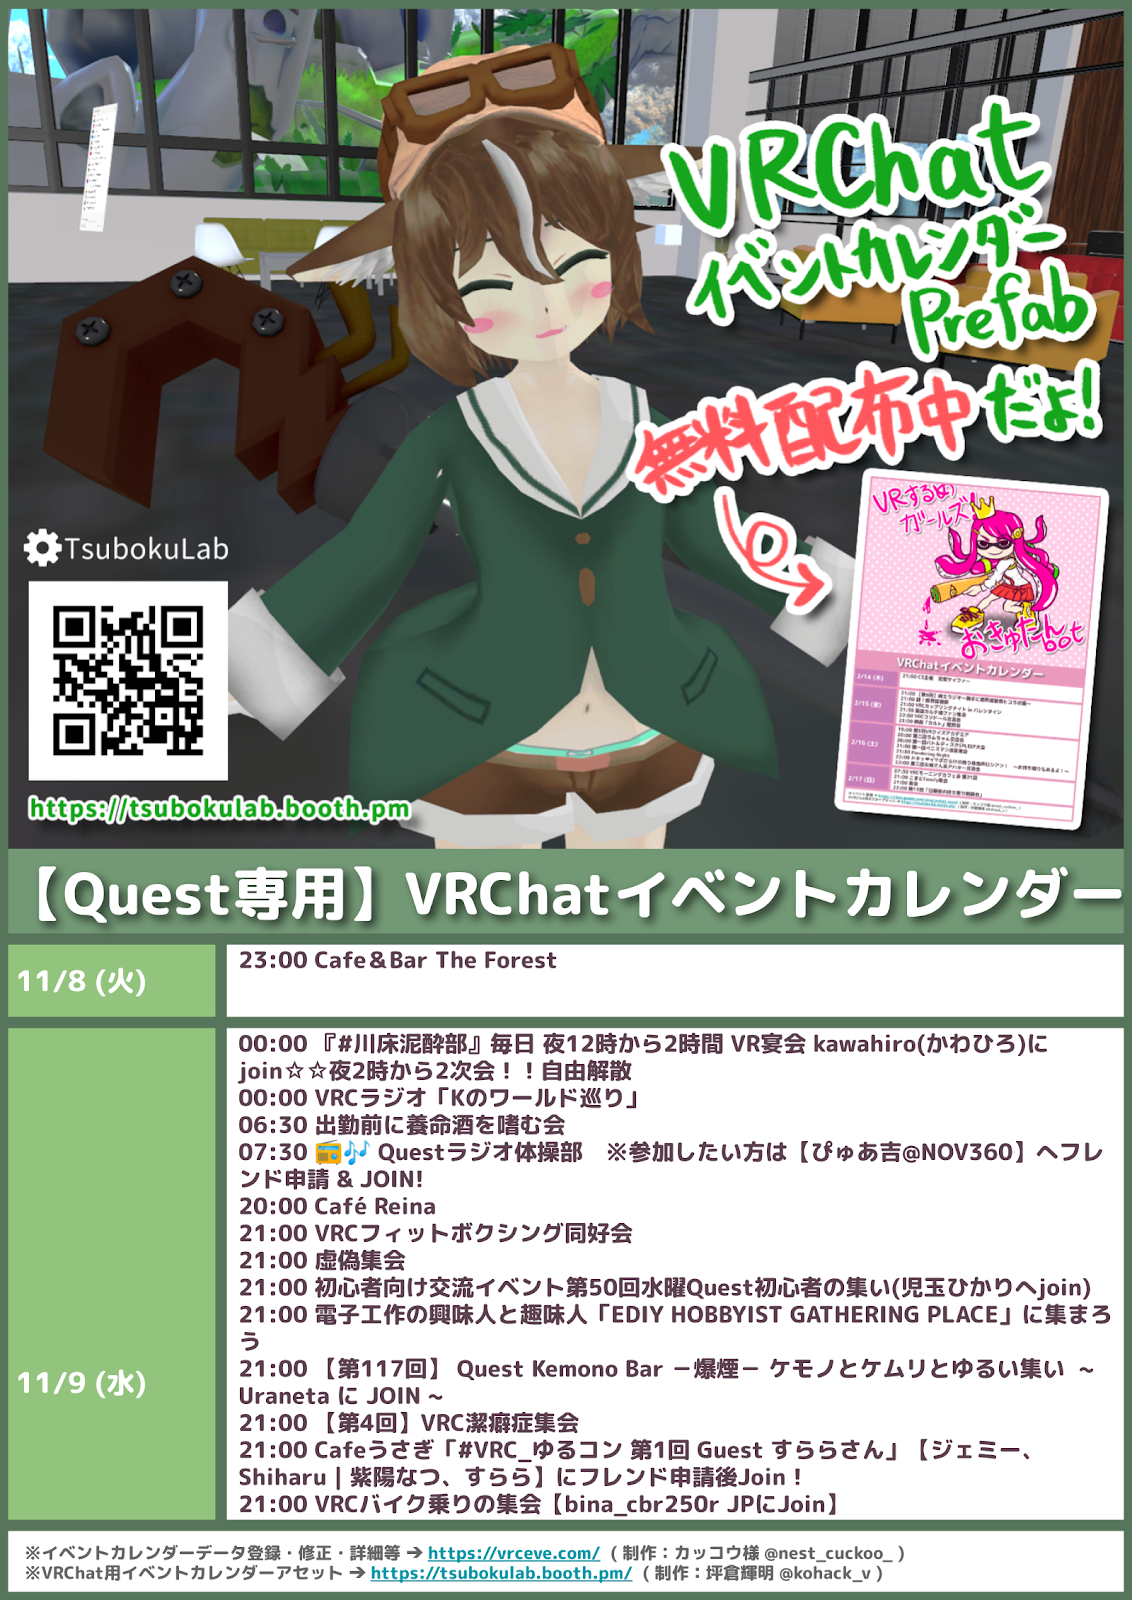 VRChat
イベントカレンダー
Prefab
無料配布中だよ!
VRするめ
ガールズ
おきゅたん
bot
VRChatイベントカレンダー
2/14 (木)
2/15 (金)
2/16 (土)
2/17 (日)
TsubokuLab
https://tsubokulab.booth.pm
【Quest専用】VRChatイベントカレンダー
11/8 (火)
23:00 Cafe&Bar The Forest
11/9 (水)
00:00 『#川床泥酔部』毎日 夜12時から2時間 VR宴会 kawahiro(かわひろ)に
join☆☆夜2時から2次会！！自由解散
00:00 VRCラジオ「Kのワールド巡り」
06:30 出勤前に養命酒を嗜む会
07:30 📻🎶 Questラジオ体操部　※参加したい方は【ぴゅあ吉@NOV360】へフレ
ンド申請 & JOIN!
20:00 Café Reina
21:00 VRCフィットボクシング同好会
21:00 虚偽集会
21:00 初心者向け交流イベント第50回水曜Quest初心者の集い(児玉ひかりへjoin)
21:00 電子工作の興味人と趣味人「EDIY HOBBYIST GATHERING PLACE」に集まろ
う
21:00 【第117回】 Quest Kemono Bar －爆煙－ ケモノとケムリとゆるい集い ～
Uraneta に JOIN ～
21:00 【第4回】VRC潔癖症集会
21:00 Cafeうさぎ「#VRC_ゆるコン 第1回 Guest すららさん」【ジェミー、
Shiharu | 紫陽なつ、すらら】にフレンド申請後Join！
21:00 VRCバイク乗りの集会【bina_cbr250r JPにJoin】
※イベントカレンダーデータ登録・修正・詳細等 ➔ https://vrceve.com/ ( 制作：カッコウ様 @nest_cuckoo_ )
※VRChat用イベントカレンダーアセット ➔ https://tsubokulab.booth.pm/ ( 制作：坪倉輝明 @kohack_v )